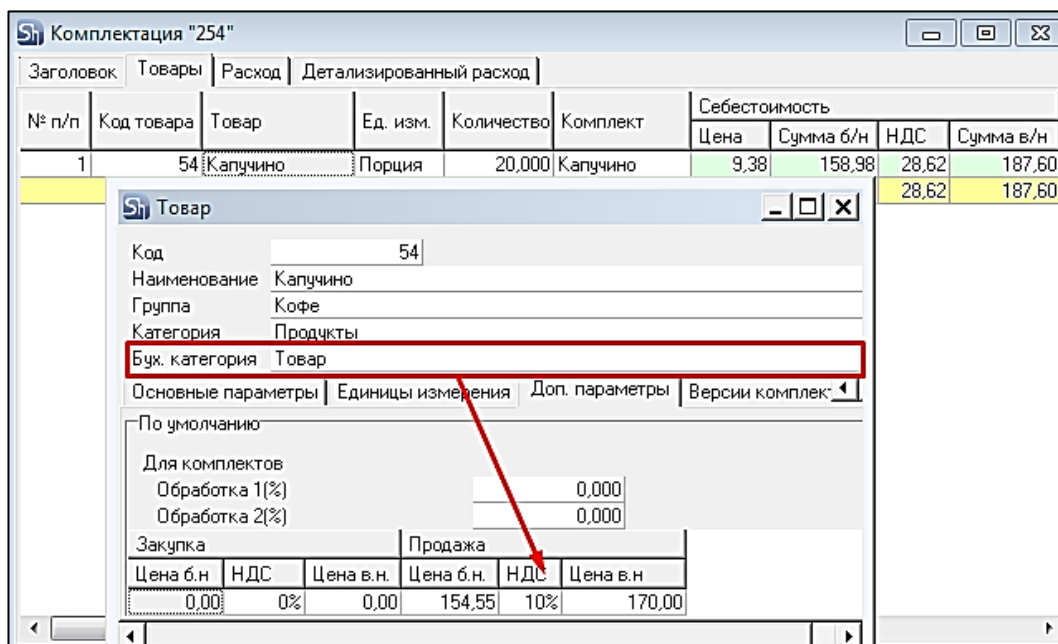 Sh Комплектация "254"
Заголовок Товары Расход Детализированный расход
№ п/п Код товара Товар Ед. изм. Количество Комплект Себестоимость
Цена Сумма б/н НДС Сумма в/н
1 54 Капучино Порция 20,000 Капучино 9,38 158,98 28,62 187,60
28,62 187,60
Sh Товар
Код 54
Наименование Капучино
Группа Кофе
Категория Продукты
Бух. категория Товар
Основные параметры Единицы измерения Доп. параметры Версии комплек
По умолчанию
Для комплектов
Обработка 1(%) 0,000
Обработка 2(%) 0,000
Закупка Продажа
Цена б.н НДС Цена в.н. Цена б.н. НДС Цена в.н
0,00 0% 0,00 154,55 10% 170,00